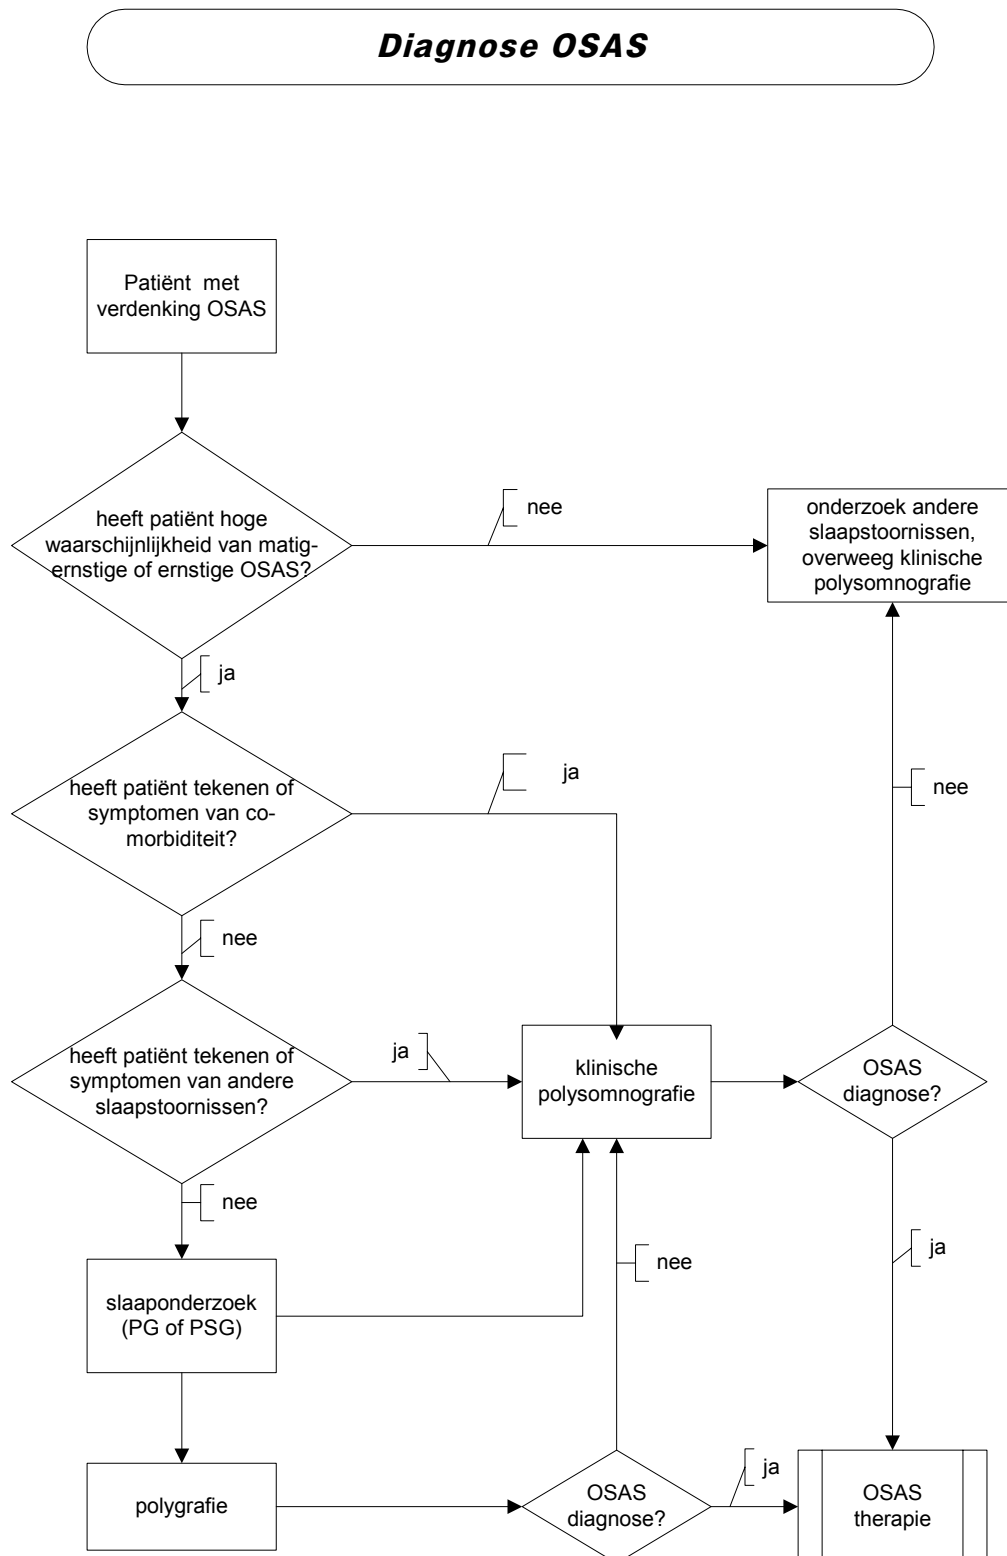 Diagnose OSAS
Patiënt met
verdenking OSAS
heeft patiënt hoge
waarschijnlijkheid van matig-
ernstige of ernstige OSAS?
nee
onderzoek andere
slaapstoornissen,
overweeg klinische
polysomnografie
ja
heeft patiënt tekenen of
symptomen van co-
morbiditeit?
ja
nee
nee
heeft patiënt tekenen of
symptomen van andere
slaapstoornissen?
ja
klinische
polysomnografie
OSAS
diagnose?
nee
nee
ja
slaaponderzoek
(PG of PSG)
polygrafie
OSAS
diagnose?
ja
OSAS
therapie